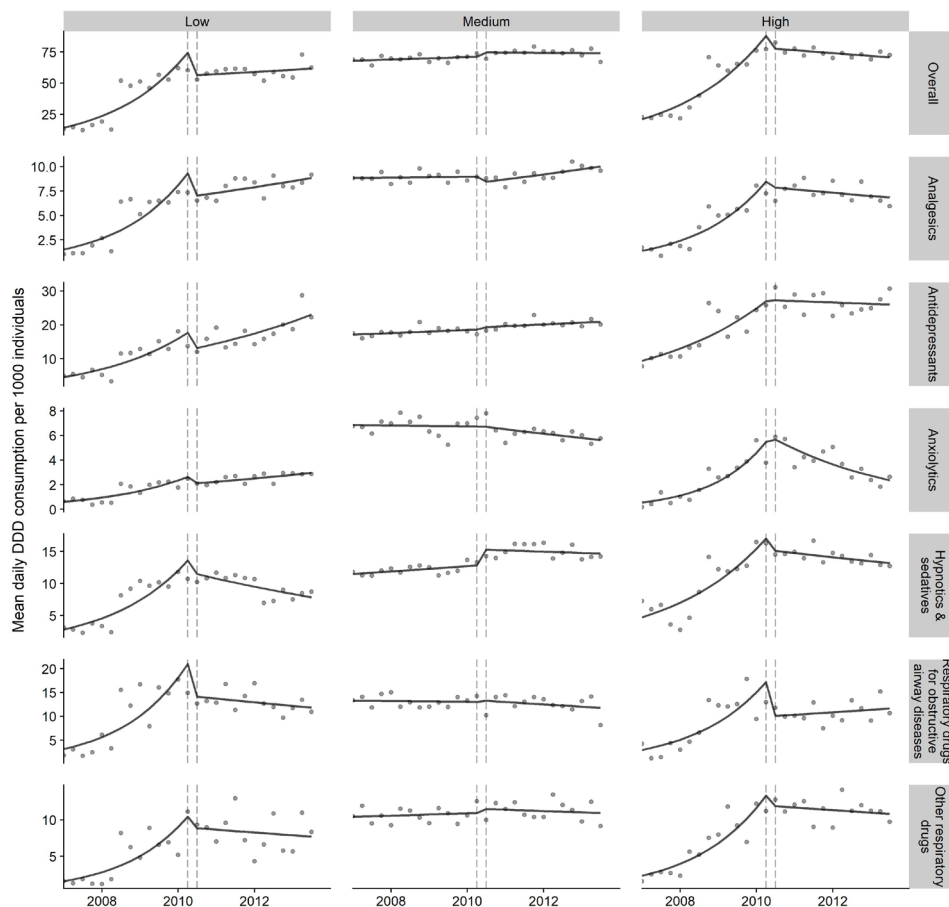 Low
Medium
High
Mean daily DDD consumption per 1000 individuals
75
50
25
Overall
10.0
7.5
5.0
2.5
Analgesics
30
20
10
Antidepressants
8
6
4
2
0
Anxiolytics
15
10
5
Hypnotics &
sedatives
20
15
10
5
Respiratory drugs
for obstructive
airway diseases
10
5
Other respiratory
drugs
2008
2010
2012
2008
2010
2012
2008
2010
2012